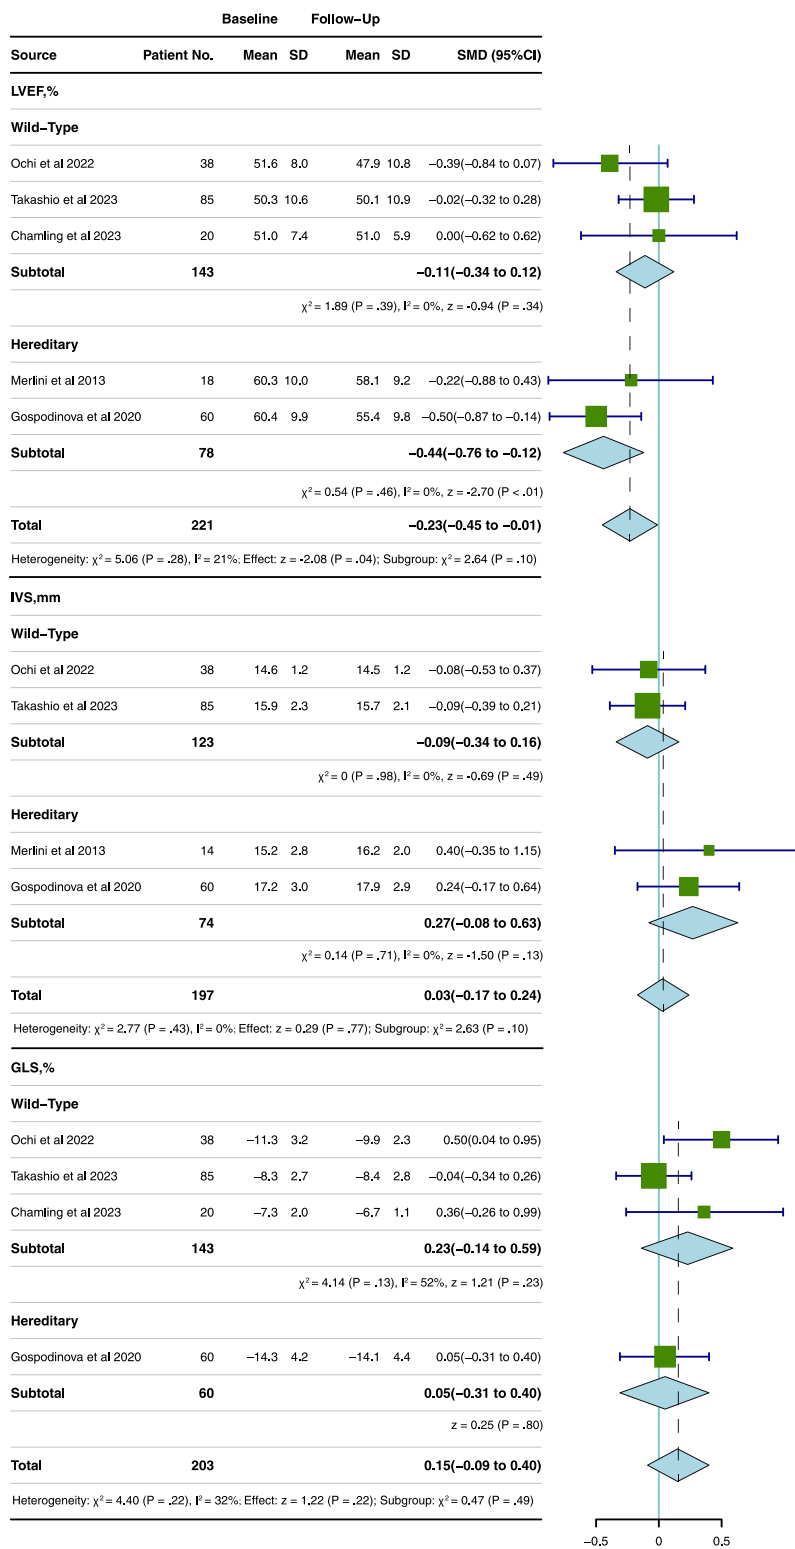 Baseline Follow–Up
Source Patient No. Mean SD Mean SD SMD (95%CI)
LVEF,%
Wild–Type
Ochi et al 2022 38 51.6 8.0 47.9 10.8 −0.39(−0.84 to 0.07)
Takashio et al 2023 85 50.3 10.6 50.1 10.9 −0.02(−0.32 to 0.28)
Chamling et al 2023 20 51.0 7.4 51.0 5.9 0.00(−0.62 to 0.62)
Subtotal 143 −0.11(−0.34 to 0.12)
χ² = 1.89 (P = .39), I² = 0%, z = -0.94 (P = .34)
Hereditary
Merlini et al 2013 18 60.3 10.0 58.1 9.2 −0.22(−0.88 to 0.43)
Gospodinova et al 2020 60 60.4 9.9 55.4 9.8 −0.50(−0.87 to −0.14)
Subtotal 78 −0.44(−0.76 to −0.12)
χ² = 0.54 (P = .46), I² = 0%, z = -2.70 (P < .01)
Total 221 −0.23(−0.45 to −0.01)
Heterogeneity: χ² = 5.06 (P = .28), I² = 21%; Effect: z = -2.08 (P = .04); Subgroup: χ² = 2.64 (P = .10)
IVS,mm
Wild–Type
Ochi et al 2022 38 14.6 1.2 14.5 1.2 −0.08(−0.53 to 0.37)
Takashio et al 2023 85 15.9 2.3 15.7 2.1 −0.09(−0.39 to 0.21)
Subtotal 123 −0.09(−0.34 to 0.16)
χ² = 0 (P = .98), I² = 0%, z = -0.69 (P = .49)
Hereditary
Merlini et al 2013 14 15.2 2.8 16.2 2.0 0.40(−0.35 to 1.15)
Gospodinova et al 2020 60 17.2 3.0 17.9 2.9 0.24(−0.17 to 0.64)
Subtotal 74 0.27(−0.08 to 0.63)
χ² = 0.14 (P = .71), I² = 0%, z = -1.50 (P = .13)
Total 197 0.03(−0.17 to 0.24)
Heterogeneity: χ² = 2.77 (P = .43), I² = 0%; Effect: z = 0.29 (P = .77); Subgroup: χ² = 2.63 (P = .10)
GLS,%
Wild–Type
Ochi et al 2022 38 −11.3 3.2 −9.9 2.3 0.50(0.04 to 0.95)
Takashio et al 2023 85 −8.3 2.7 −8.4 2.8 −0.04(−0.34 to 0.26)
Chamling et al 2023 20 −7.3 2.0 −6.7 1.1 0.36(−0.26 to 0.99)
Subtotal 143 0.23(−0.14 to 0.59)
χ² = 4.14 (P = .13), I² = 52%, z = 1.21 (P = .23)
Hereditary
Gospodinova et al 2020 60 −14.3 4.2 −14.1 4.4 0.05(−0.31 to 0.40)
Subtotal 60 0.05(−0.31 to 0.40)
z = 0.25 (P = .80)
Total 203 0.15(−0.09 to 0.40)
Heterogeneity: χ² = 4.40 (P = .22), I² = 32%; Effect: z = 1.22 (P = .22); Subgroup: χ² = 0.47 (P = .49)
−0.5 0 0.5